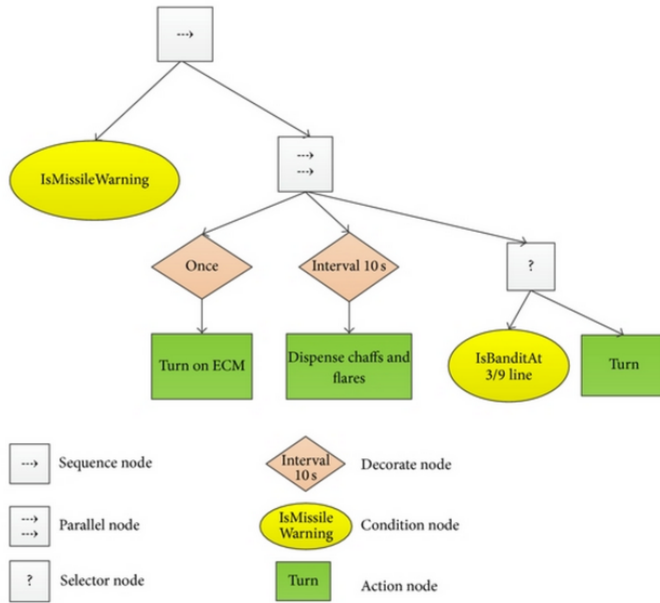 ⇢
IsMissileWarning
⇢
⇢
Once
Interval 10 s
?
Turn on ECM
Dispense chaffs and
flares
IsBanditAt
3/9 line
Turn
⇢
Sequence node
Interval
10 s
Decorate node
⇢
⇢
Parallel node
IsMissile
Warning
Condition node
?
Selector node
Turn
Action node